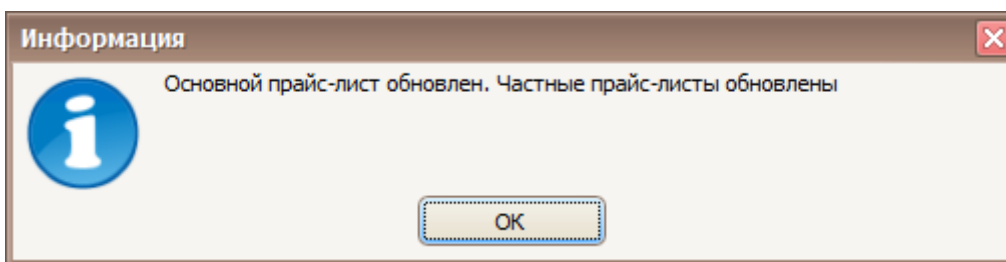 Информация
Основной прайс-лист обновлен. Частные прайс-листы обновлены
OK